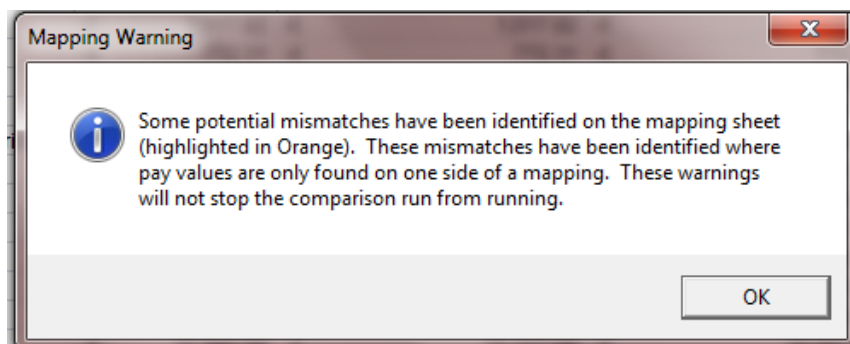 Mapping Warning
Some potential mismatches have been identified on the mapping sheet
(highlighted in Orange).  These mismatches have been identified where
pay values are only found on one side of a mapping.  These warnings
will not stop the comparison run from running.
OK